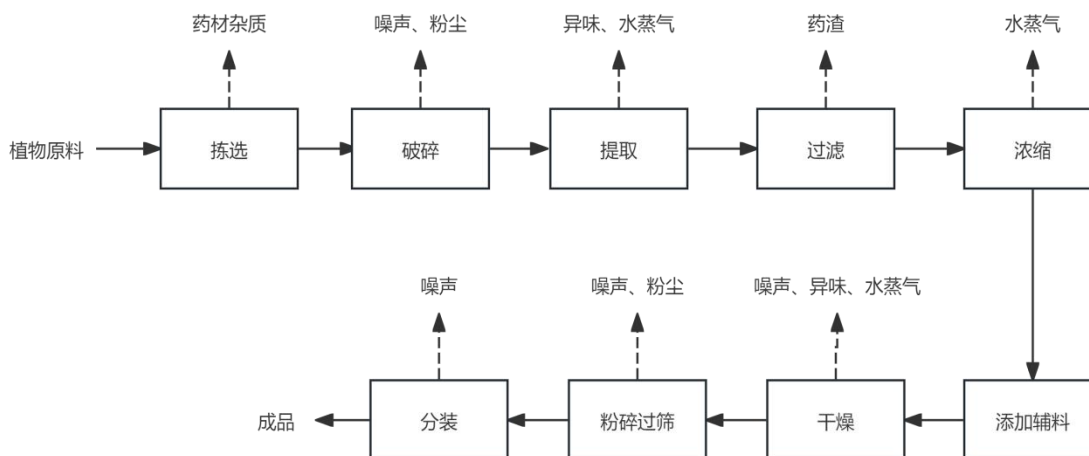 药材杂质
噪声、粉尘
异味、水蒸气
药渣
水蒸气
植物原料
拣选
破碎
提取
过滤
浓缩
噪声
噪声、粉尘
噪声、异味、水蒸气
成品
分装
粉碎过筛
干燥
添加辅料